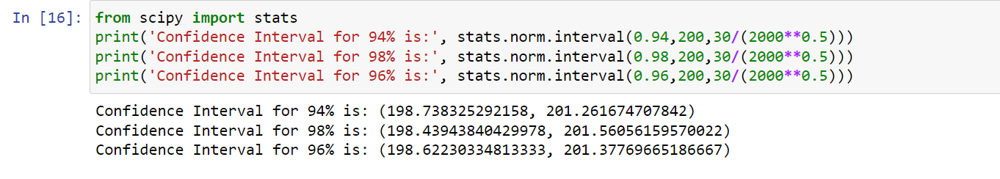 In [16]: from scipy import stats
print('Confidence Interval for 94% is:', stats.norm.interval(0.94,200,30/(2000**0.5)))
print('Confidence Interval for 98% is:', stats.norm.interval(0.98,200,30/(2000**0.5)))
print('Confidence Interval for 96% is:', stats.norm.interval(0.96,200,30/(2000**0.5)))
Confidence Interval for 94% is: (198.738325292158, 201.261674707842)
Confidence Interval for 98% is: (198.43943840429978, 201.56056159570022)
Confidence Interval for 96% is: (198.62230334813333, 201.37769665186667)